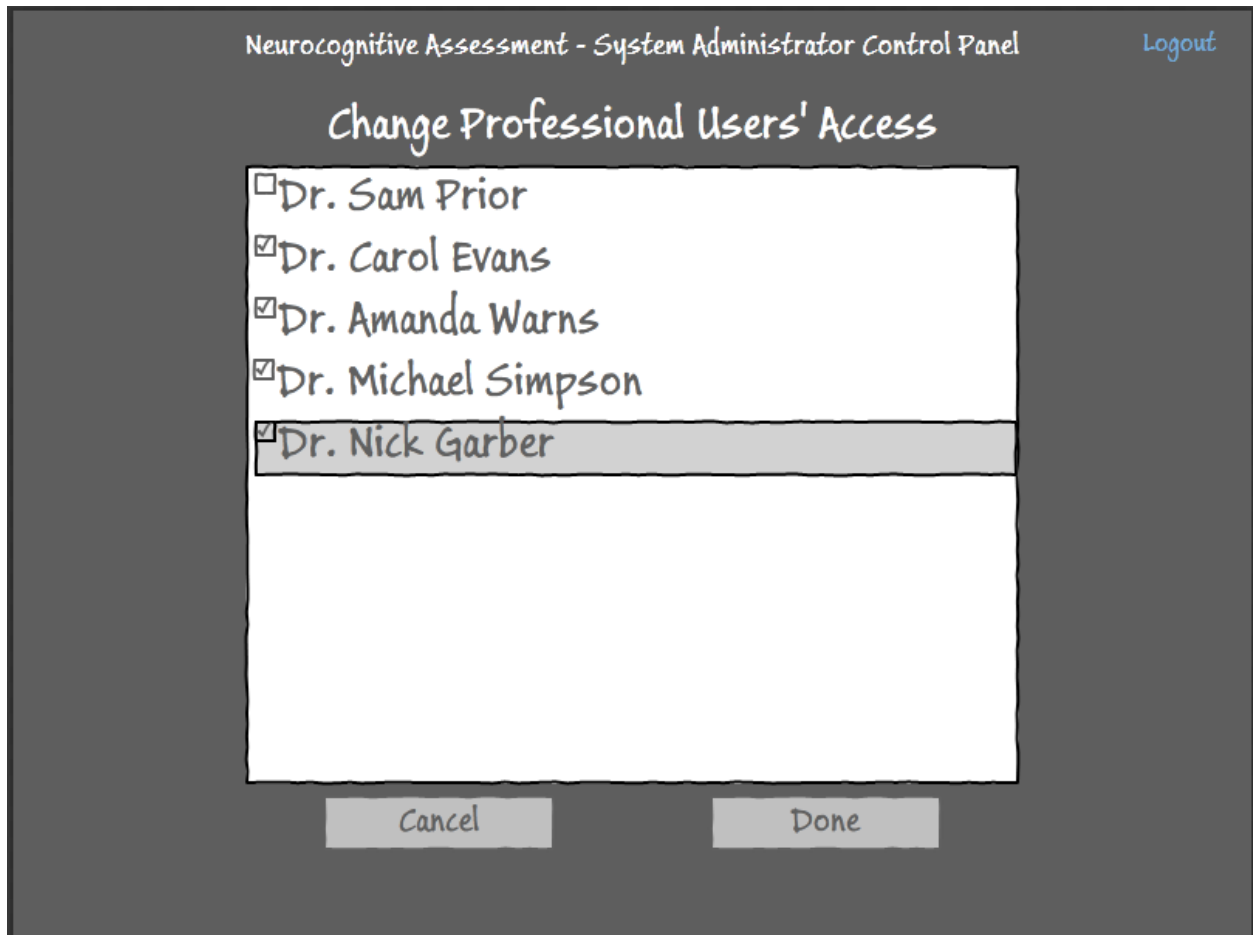 Neurocognitive Assessment - System Administrator Control Panel
Logout
Change Professional Users' Access
Dr. Sam Prior
Dr. Carol Evans
Dr. Amanda Warns
Dr. Michael Simpson
Dr. Nick Garber
Cancel
Done